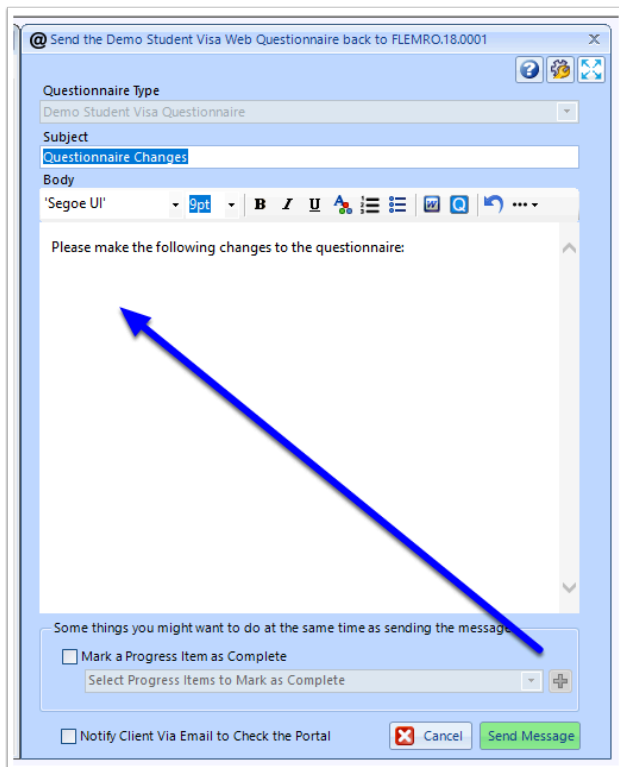 @ Send the Demo Student Visa Web Questionnaire back to FLEMRO.18.0001 X
Questionnaire Type
Demo Student Visa Questionnaire
Subject
Questionnaire Changes
Body
'Segoe UI' 9pt B I U
Please make the following changes to the questionnaire:
Some things you might want to do at the same time as sending the message
Mark a Progress Item as Complete
Select Progress Items to Mark as Complete
Notify Client Via Email to Check the Portal Cancel Send Message